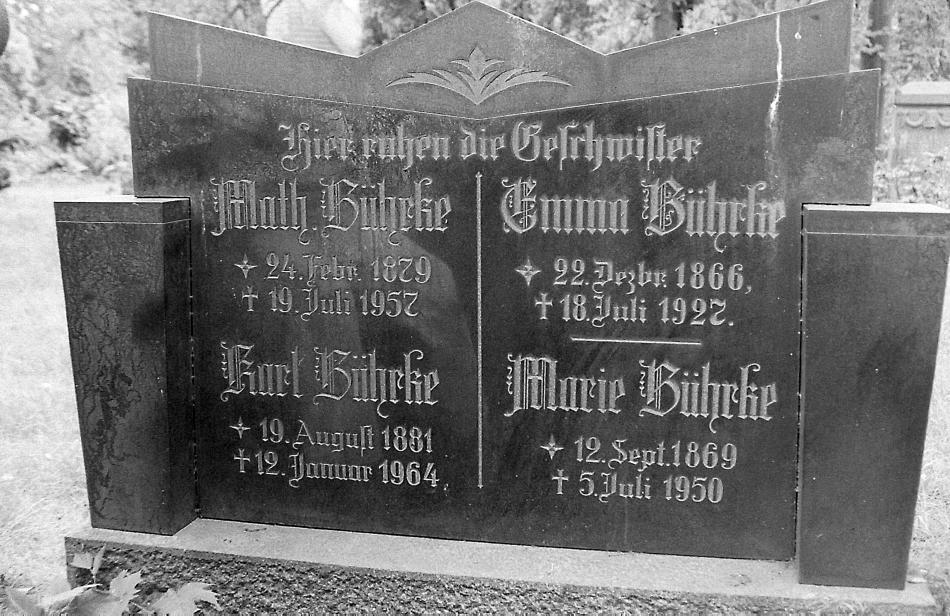 Hier ruhen die Geschwister
Math. Bührke
24. Febr. 1879
† 19. Juli 1957
Karl Bührke
19. August 1881
† 12. Januar 1964.
Emma Bührke
22. Dezbr. 1866,
† 18. Juli 1927.
Marie Bührke
12. Sept. 1869
† 5. Juli 1950